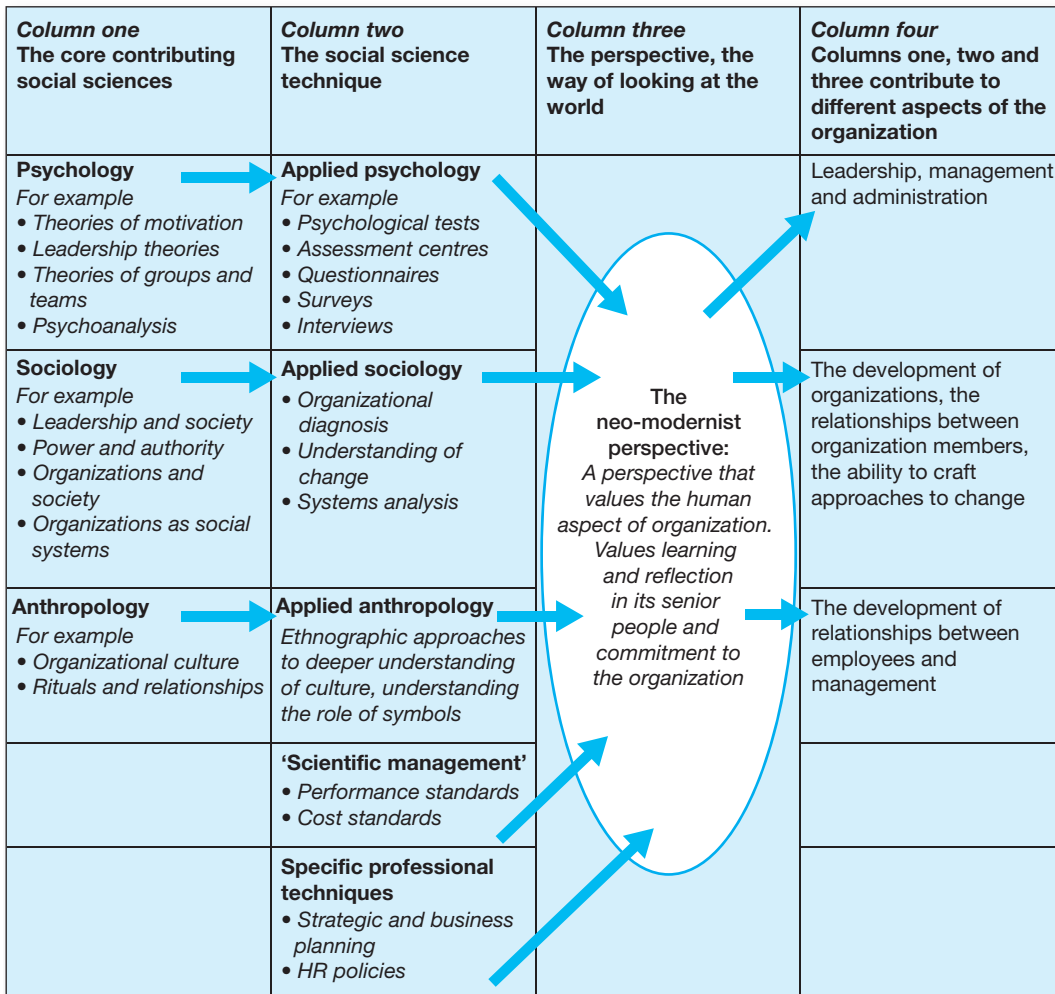 Column one
The core contributing
social sciences
Column two
The social science
technique
Column three
The perspective, the
way of looking at the
world
Column four
Columns one, two and
three contribute to
different aspects of the
organization
Psychology
For example
• Theories of motivation
• Leadership theories
• Theories of groups and
teams
• Psychoanalysis
Applied psychology
For example
• Psychological tests
• Assessment centres
• Questionnaires
• Surveys
• Interviews
Leadership, management
and administration
Sociology
For example
• Leadership and society
• Power and authority
• Organizations and
society
• Organizations as social
systems
Applied sociology
• Organizational
diagnosis
• Understanding of
change
• Systems analysis
The
neo-modernist
perspective:
A perspective that
values the human
aspect of organization.
Values learning
and reflection
in its senior
people and
commitment to
the organization
The development of
organizations, the
relationships between
organization members,
the ability to craft
approaches to change
Anthropology
For example
• Organizational culture
• Rituals and relationships
Applied anthropology
Ethnographic approaches
to deeper understanding
of culture, understanding
the role of symbols
The development of
relationships between
employees and
management
‘Scientific management’
• Performance standards
• Cost standards
Specific professional
techniques
• Strategic and business
planning
• HR policies